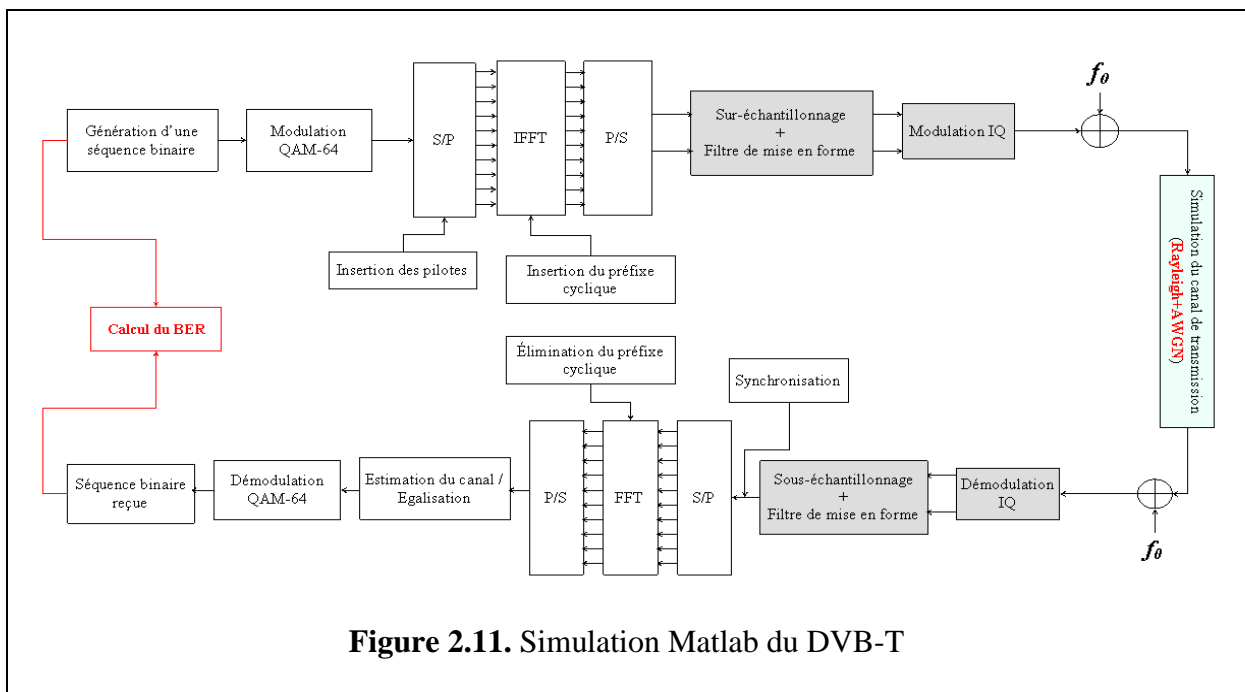 Génération d'une
séquence binaire
Modulation
QAM-64
S/P
IFFT
P/S
Sur-échantillonnage
+
Filtre de mise en forme
Modulation IQ
f0
Insertion des pilotes
Insertion du préfixe
cyclique
Simulation du canal de transmission
(Rayleigh+AWGN)
Calcul du BER
Élimination du préfixe
cyclique
Synchronisation
Séquence binaire
reçue
Démodulation
QAM-64
Estimation du canal /
Egalisation
P/S
FFT
S/P
Sous-échantillonnage
+
Filtre de mise en forme
Démodulation
IQ
f0
Figure 2.11. Simulation Matlab du DVB-T